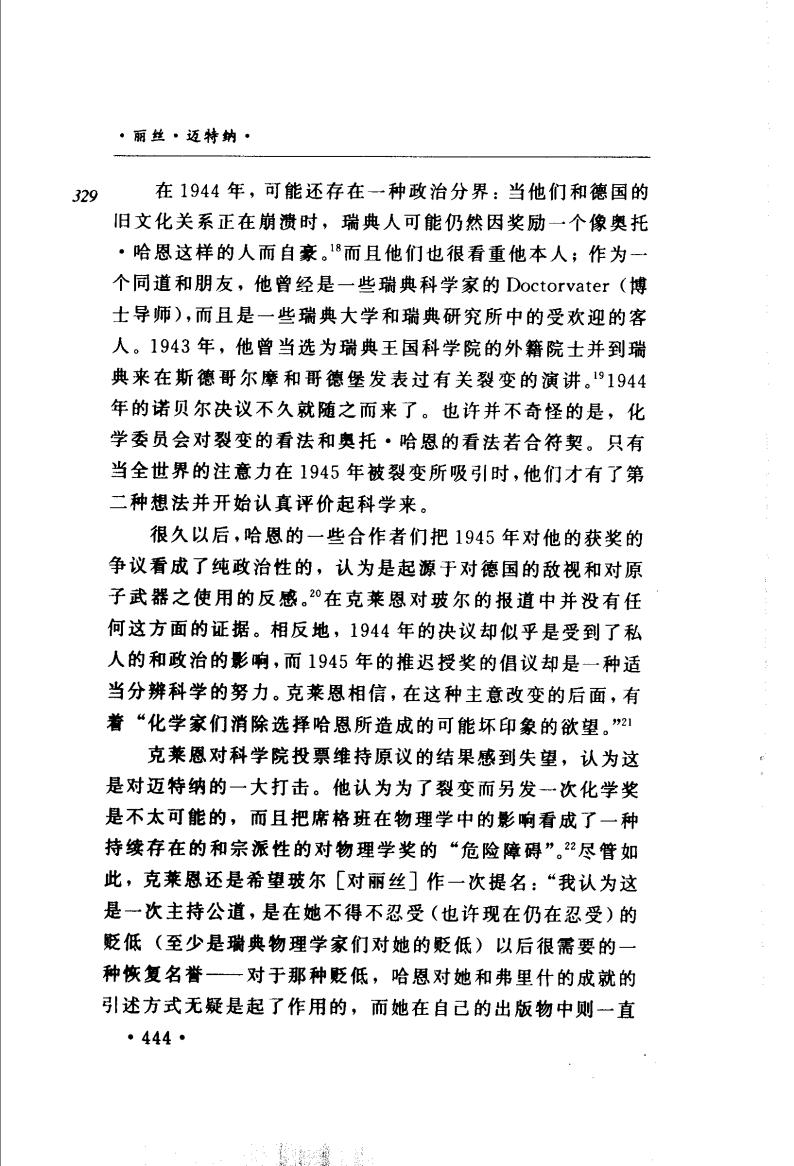 ·丽丝·迈特纳·
329
在1944年，可能还存在一种政治分界：当他们和德国的
旧文化关系正在崩溃时，瑞典人可能仍然因奖励一个像奥托
·哈恩这样的人而自豪。¹⁸而且他们也很看重他本人；作为一
个同道和朋友，他曾经是一些瑞典科学家的Doctorvater（博
士导师），而且是一些瑞典大学和瑞典研究所中的受欢迎的客
人。1943年，他曾当选为瑞典王国科学院的外籍院士并到瑞
典来在斯德哥尔摩和哥德堡发表过有关裂变的演讲。¹⁹1944
年的诺贝尔决议不久就随之而来了。也许并不奇怪的是，化
学委员会对裂变的看法和奥托·哈恩的看法若合符契。只有
当全世界的注意力在1945年被裂变所吸引时，他们才有了第
二种想法并开始认真评价起科学来。
很久以后，哈恩的一些合作者们把1945年对他的获奖的
争议看成了纯政治性的，认为是起源于对德国的敌视和对原
子武器之使用的反感。²⁰在克莱恩对玻尔的报道中并没有任
何这方面的证据。相反地，1944年的决议却似乎是受到了私
人的和政治的影响，而1945年的推迟授奖的倡议却是一种适
当分辨科学的努力。克莱恩相信，在这种主意改变的后面，有
着“化学家们消除选择哈恩所造成的可能坏印象的欲望。”²¹
克莱恩对科学院投票维持原议的结果感到失望，认为这
是对迈特纳的一大打击。他认为为了裂变而另发一次化学奖
是不太可能的，而且把席格班在物理学中的影响看成了一种
持续存在的和宗派性的对物理学奖的“危险障碍”。²²尽管如
此，克莱恩还是希望玻尔［对丽丝］作一次提名：“我认为这
是一次主持公道，是在她不得不忍受（也许现在仍在忍受）的
贬低（至少是瑞典物理学家们对她的贬低）以后很需要的一
种恢复名誉——对于那种贬低，哈恩对她和弗里什的成就的
引述方式无疑是起了作用的，而她在自己的出版物中则一直
·444·